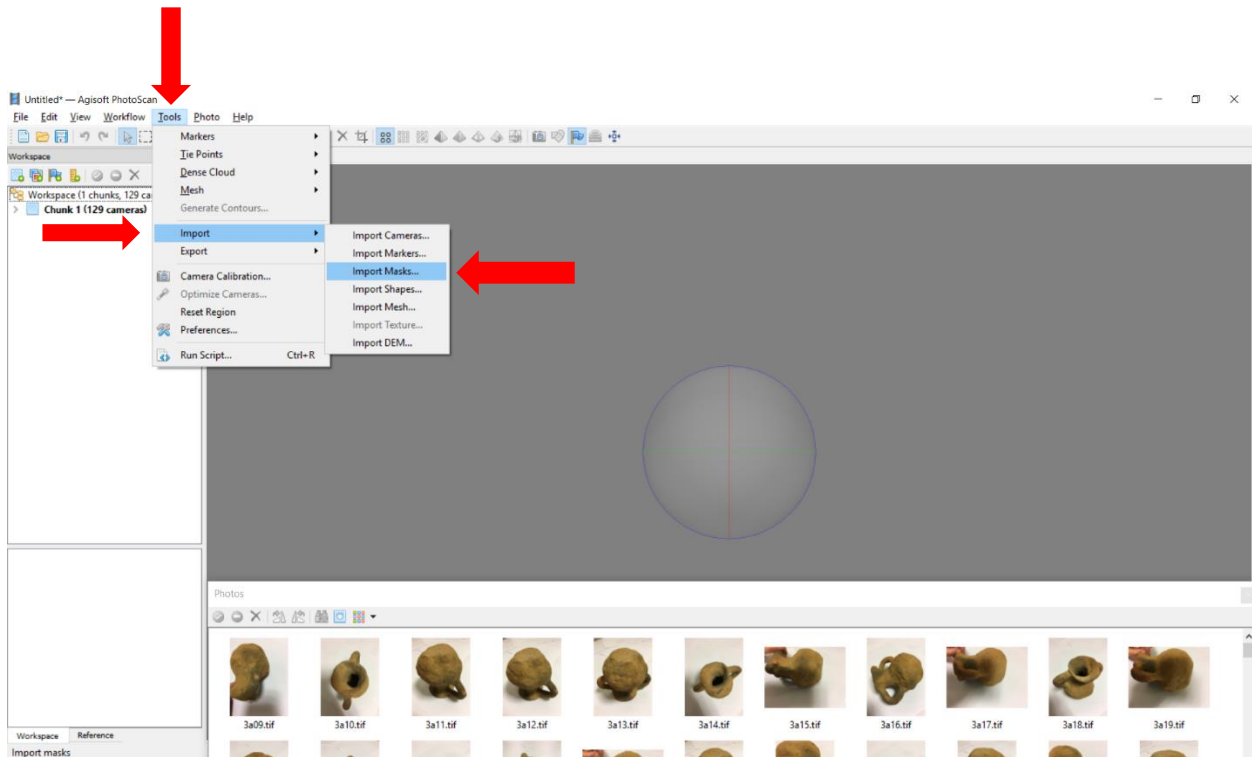 Untitled* — Agisoft PhotoScan
File Edit View Workflow Tools Photo Help
Workspace
Workspace (1 chunks, 129 ca
Chunk 1 (129 cameras)
Markers
Tie Points
Dense Cloud
Mesh
Generate Contours...
Import
Export
Camera Calibration...
Optimize Cameras...
Reset Region
Preferences...
Run Script... Ctrl+R
Import Cameras...
Import Markers...
Import Masks...
Import Shapes...
Import Mesh...
Import Texture...
Import DEM...
Photos
3a09.tif 3a10.tif 3a11.tif 3a12.tif 3a13.tif 3a14.tif 3a15.tif 3a16.tif 3a17.tif 3a18.tif 3a19.tif
Workspace Reference
Import masks